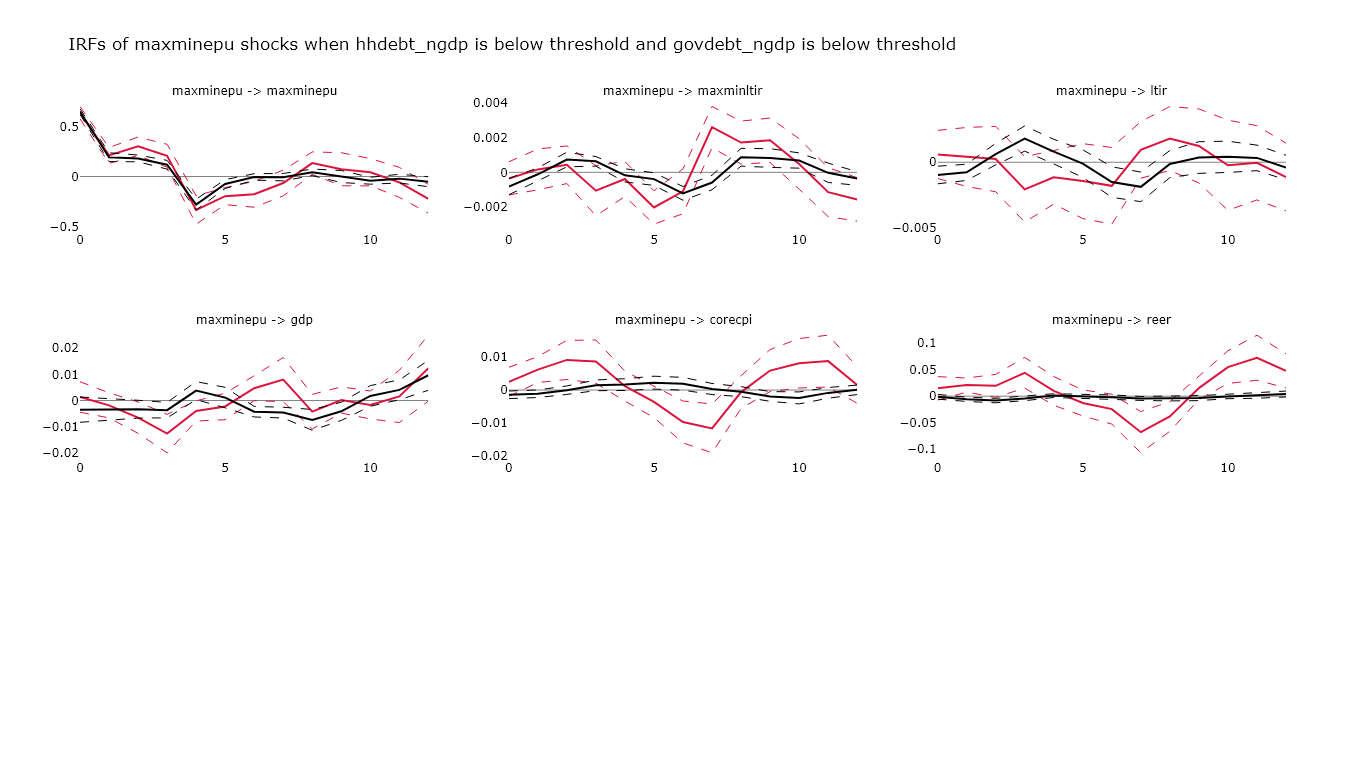 IRFs of maxminepu shocks when hhdebt_ngdp is below threshold and govdebt_ngdp is below threshold
maxminepu -> maxminepu
0.5
0
−0.5
0 5 10
maxminepu -> maxminltir
0.004
0.002
0
−0.002
0 5 10
maxminepu -> ltir
0
−0.005
0 5 10
maxminepu -> gdp
0.02
0.01
0
−0.01
−0.02
0 5 10
maxminepu -> corecpi
0.01
0
−0.01
−0.02
0 5 10
maxminepu -> reer
0.1
0.05
0
−0.05
−0.1
0 5 10